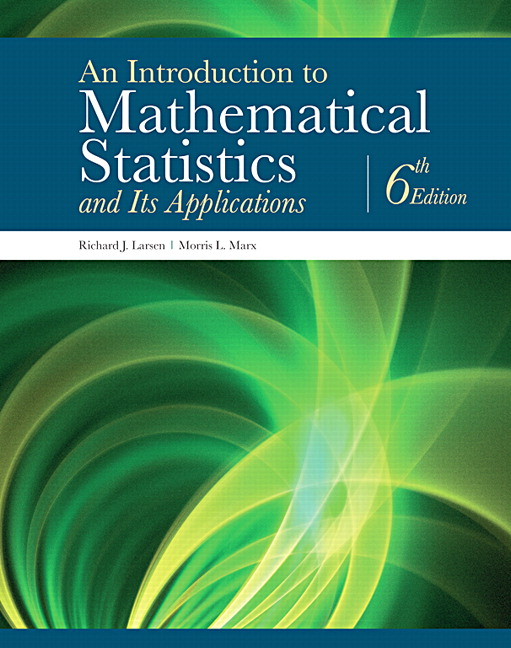 An Introduction to
Mathematical
Statistics
and Its Applications
6th
Edition
Richard J. Larsen | Morris L. Marx